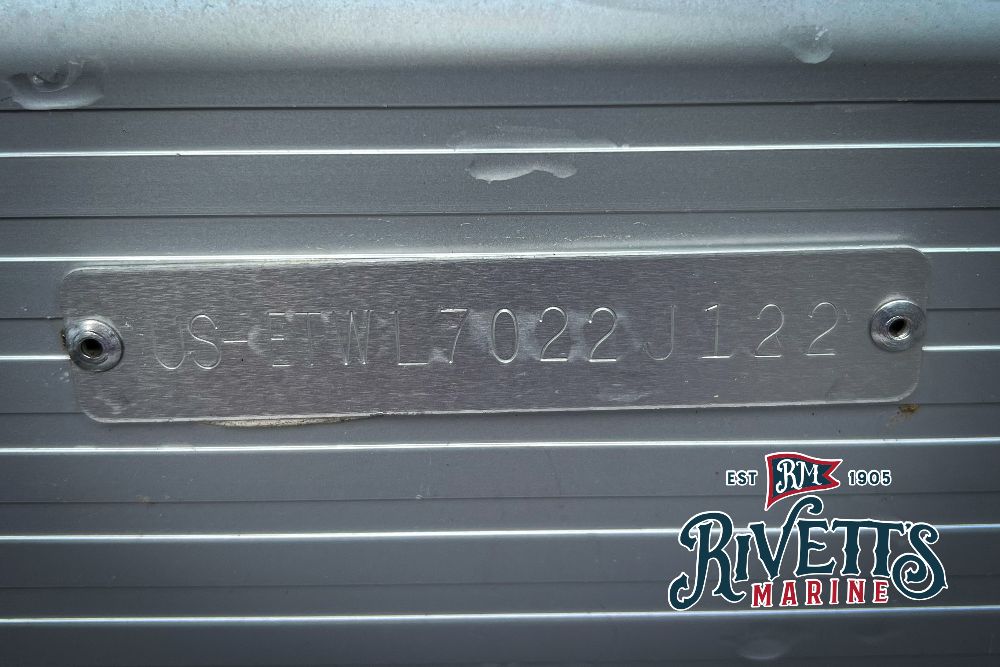 US-ETWL7022J122
EST RM 1905
RIVETT'S
MARINE